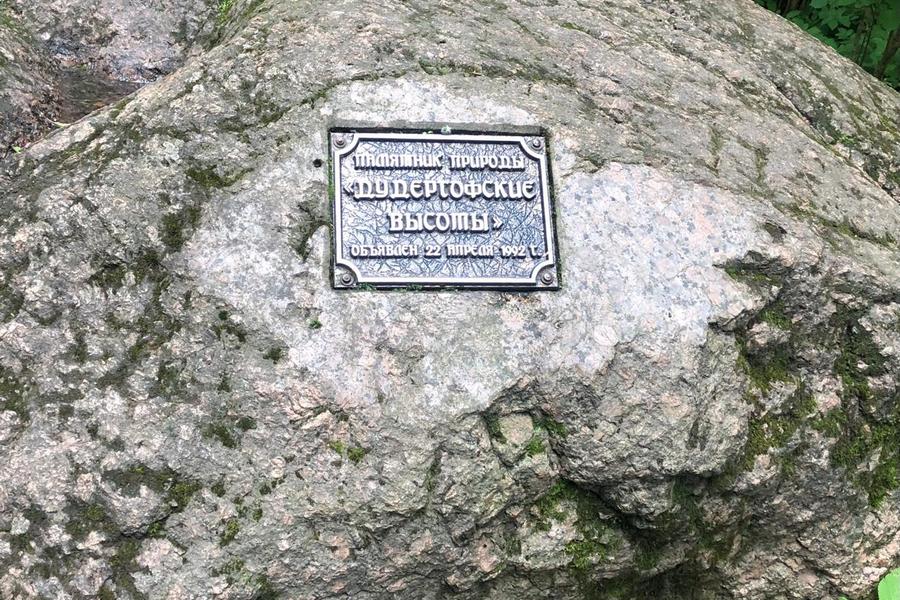 ПАМЯТНИК ПРИРОДЫ
«ДУДЕРГОФСКИЕ
ВЫСОТЫ»
ОБЪЯВЛЕН 22 АПРЕЛЯ 1992 Г.